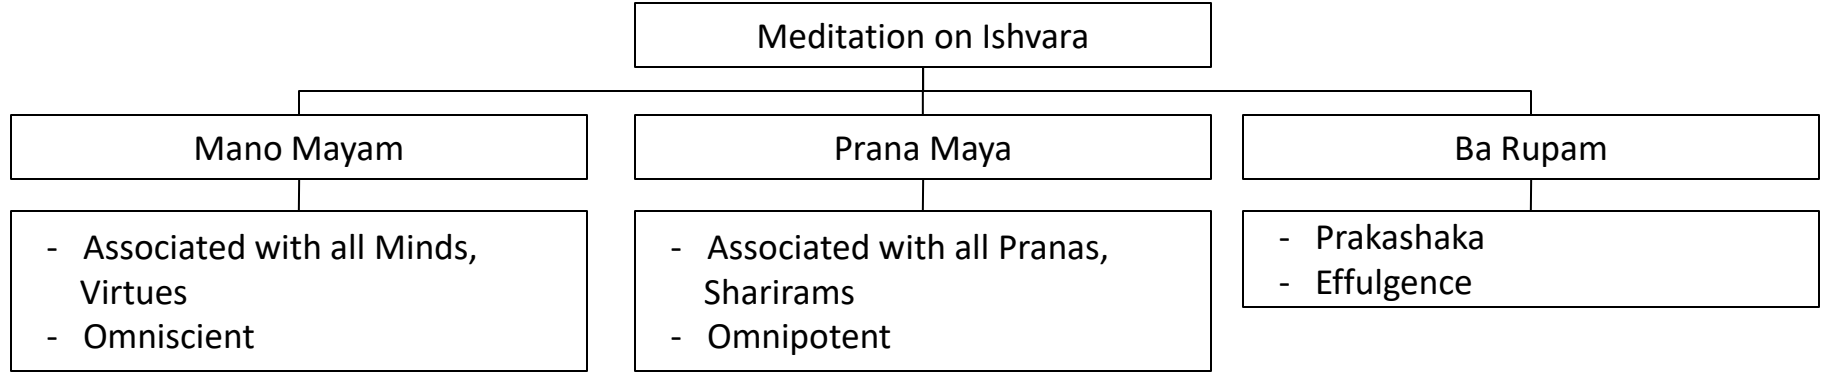 Meditation on Ishvara
Mano Mayam
Prana Maya
Ba Rupam
- Associated with all Minds,
Virtues
- Omniscient
- Associated with all Pranas,
Sharirams
- Omnipotent
- Prakashaka
- Effulgence